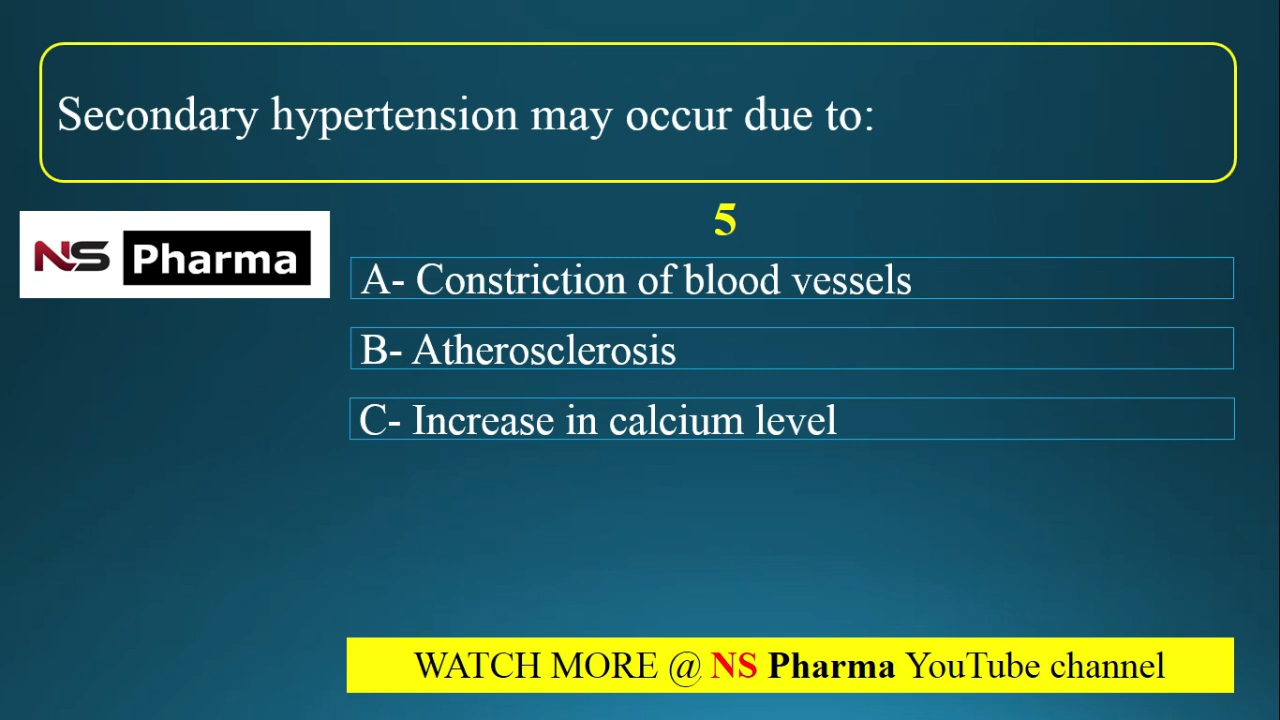 Secondary hypertension may occur due to:
5
NS Pharma
A- Constriction of blood vessels
B- Atherosclerosis
C- Increase in calcium level
WATCH MORE @ NS Pharma YouTube channel